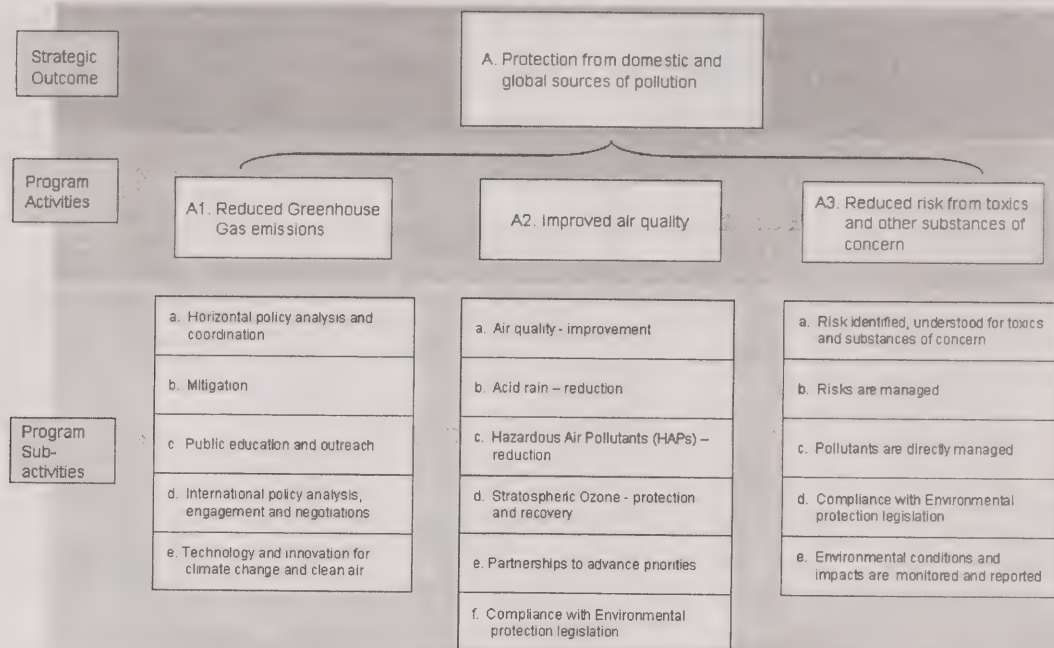 Strategic
Outcome
A. Protection from domestic and
global sources of pollution
Program
Activities
A1. Reduced Greenhouse
Gas emissions
A2. Improved air quality
A3. Reduced risk from toxics
and other substances of
concern
Program
Sub-
activities
a. Horizontal policy analysis and
coordination
b. Mitigation
c Public education and outreach
d. International policy analysis,
engagement and negotiations
e. Technology and innovation for
climate change and clean air
a. Air quality - improvement
b. Acid rain – reduction
c. Hazardous Air Pollutants (HAPs) –
reduction
d. Stratospheric Ozone - protection
and recovery
e. Partnerships to advance priorities
f. Compliance with Environmental
protection legislation
a. Risk identified, understood for toxics
and substances of concern
b. Risks are managed
c. Pollutants are directly managed
d. Compliance with Environmental
protection legislation
e. Environmental conditions and
impacts are monitored and reported